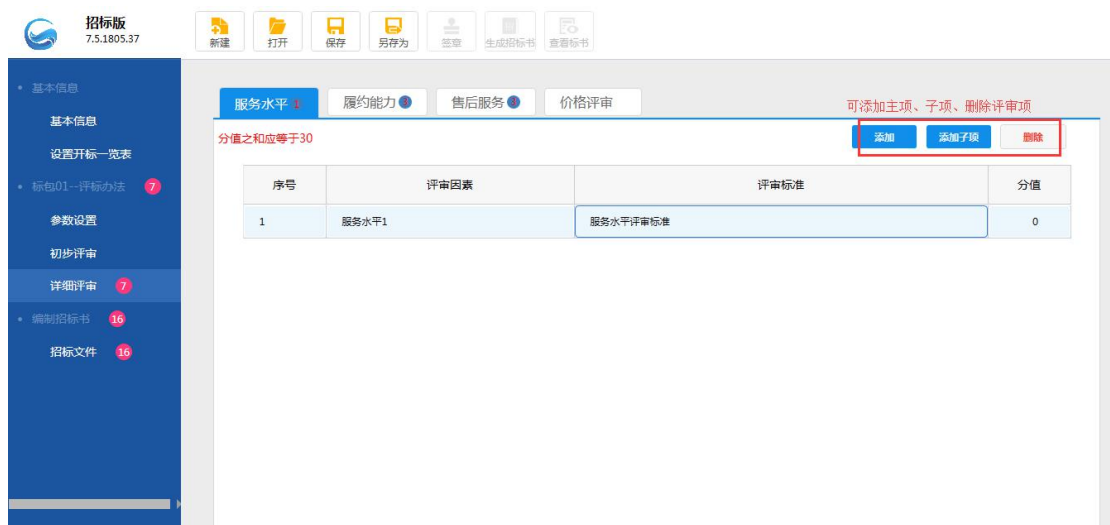 招标版
7.5.1805.37
新建 打开 保存 另存为 签章 生成招标书 查看标书
基本信息
基本信息
设置开标一览表
标包01--评标办法 7
参数设置
初步评审
详细评审 7
编制招标书 16
招标文件 16
服务水平 1 履约能力 售后服务 价格评审
可添加主项、子项、删除评审项
分值之和应等于30
添加 添加子项 删除
序号 评审因素 评审标准 分值
1 服务水平1 服务水平评审标准 0